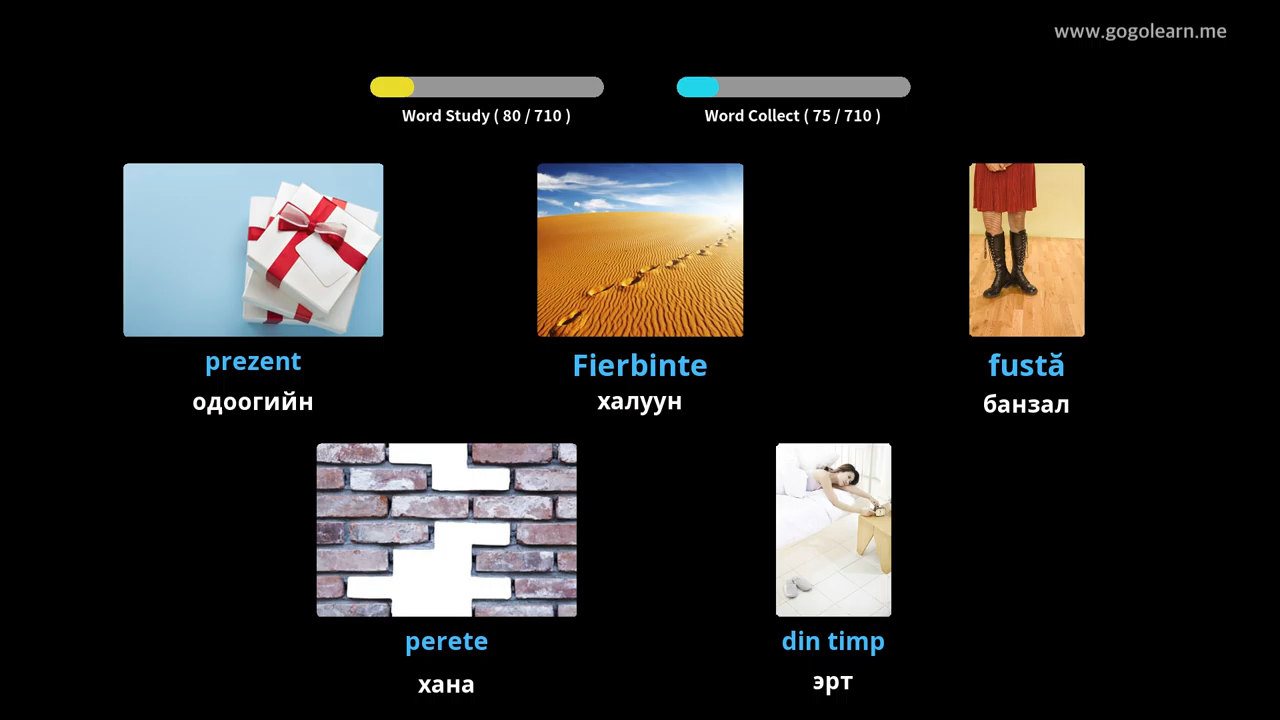 www.gogolearn.me
Word Study ( 80 / 710 )
Word Collect ( 75 / 710 )
prezent
одоогийн
Fierbinte
халуун
fustă
банзал
perete
хана
din timp
эрт